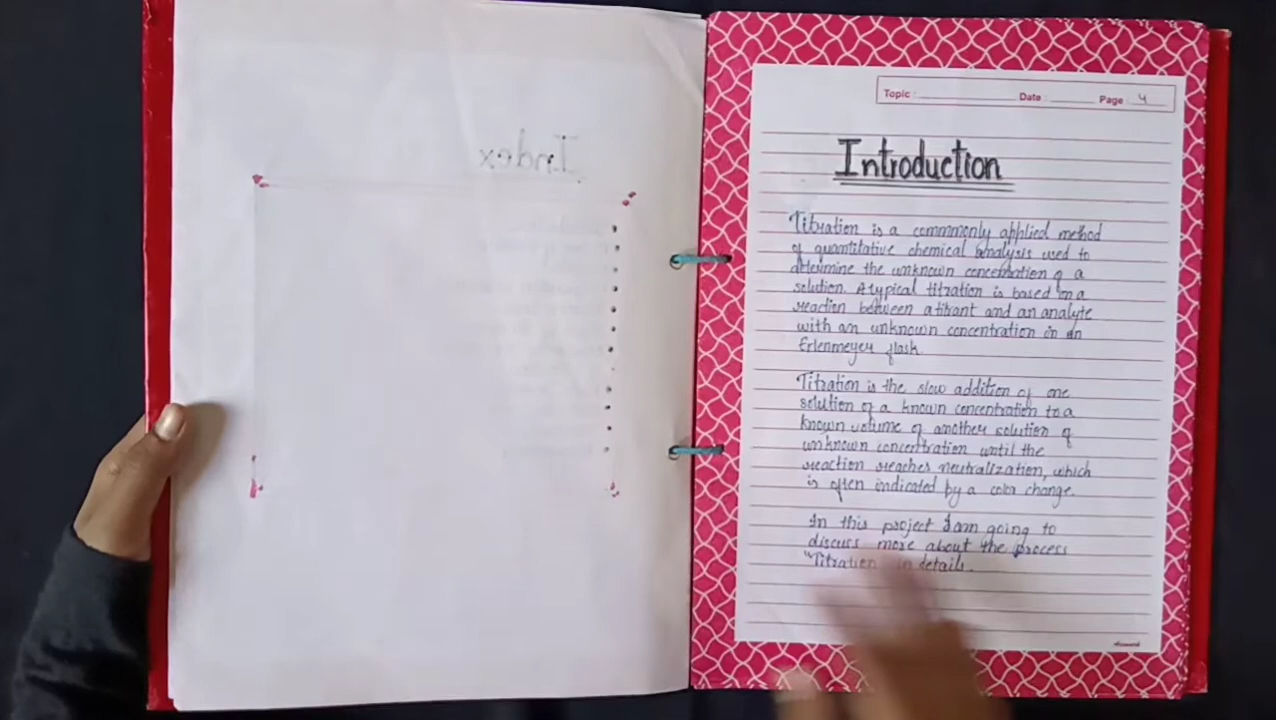 Index
Topic : Date : Page : 4
Introduction
Titration is a commmonly applied method
of quantitative chemical analysis used to
determine the unknown concentration of a
solution. A typical titration is based on a
reaction between a titrant and an analyte
with an unknown concentration in an
Erlenmeyer flask.
Titration is the slow addition of one
solution of a known concentration to a
known volume of another solution of
unknown concentration until the
reaction reaches neutralization, which
is often indicated by a color change.
In this project I am going to
discuss more about the process
"Titration" in details.